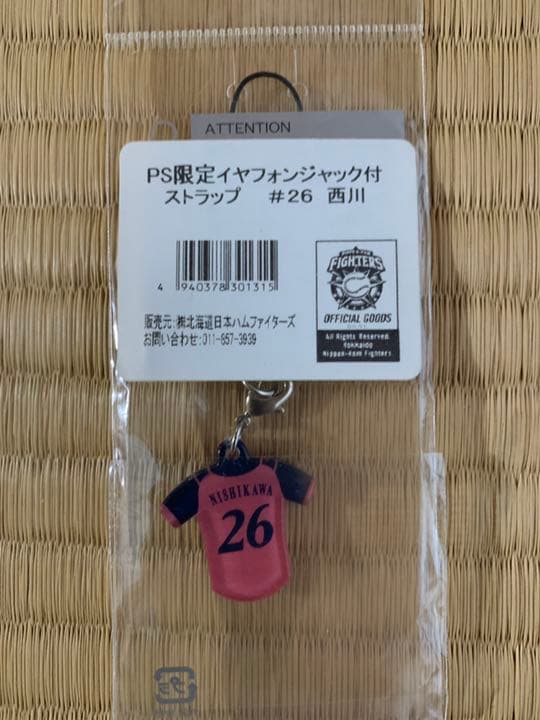 ATTENTION
PS限定イヤフォンジャック付
ストラップ #26 西川
4 940378 301315
FIGHTERS
OFFICIAL GOODS
All Rights Reserved.
Hokkaido
Nippon-Ham Fighters
販売元:㈱北海道日本ハムファイターズ
お問い合わせ:011-857-3939
NISHIKAWA
26
プラ